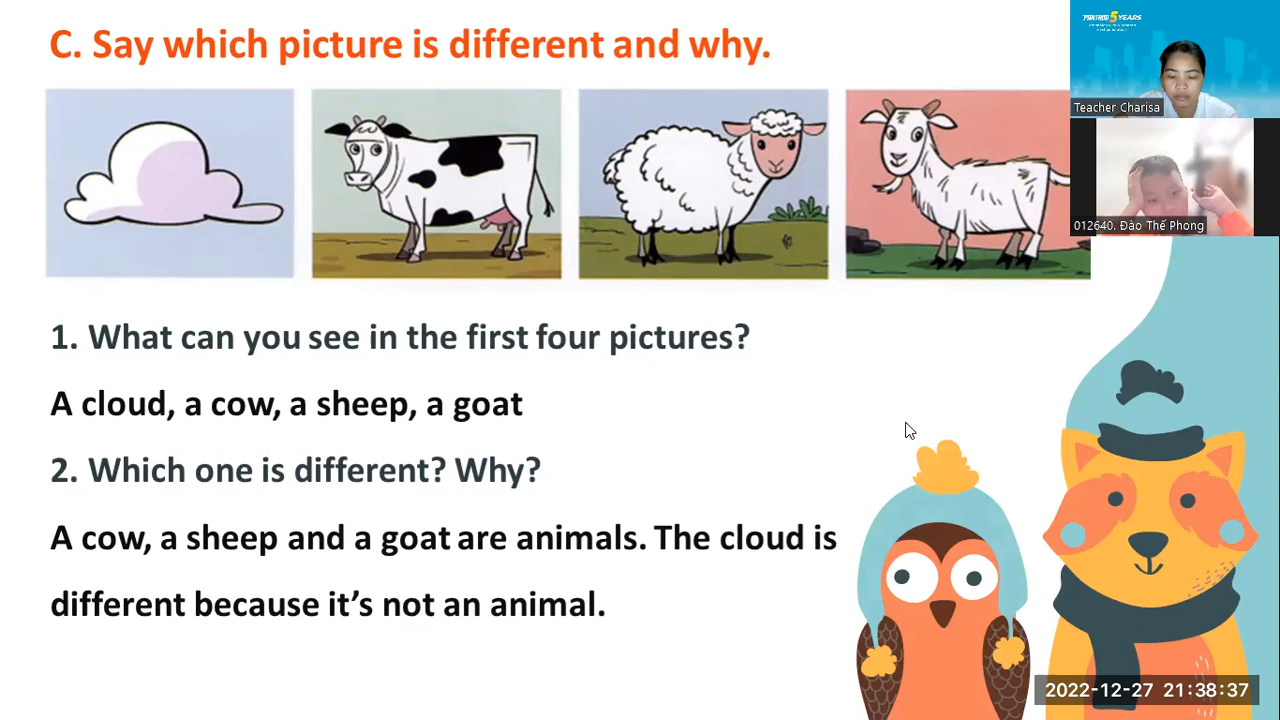 C. Say which picture is different and why.
5 YEARS
Teacher Charisa
012640. Đào Thế Phong
1. What can you see in the first four pictures?
A cloud, a cow, a sheep, a goat
2. Which one is different? Why?
A cow, a sheep and a goat are animals. The cloud is
different because it's not an animal.
2022-12-27 21:38:37